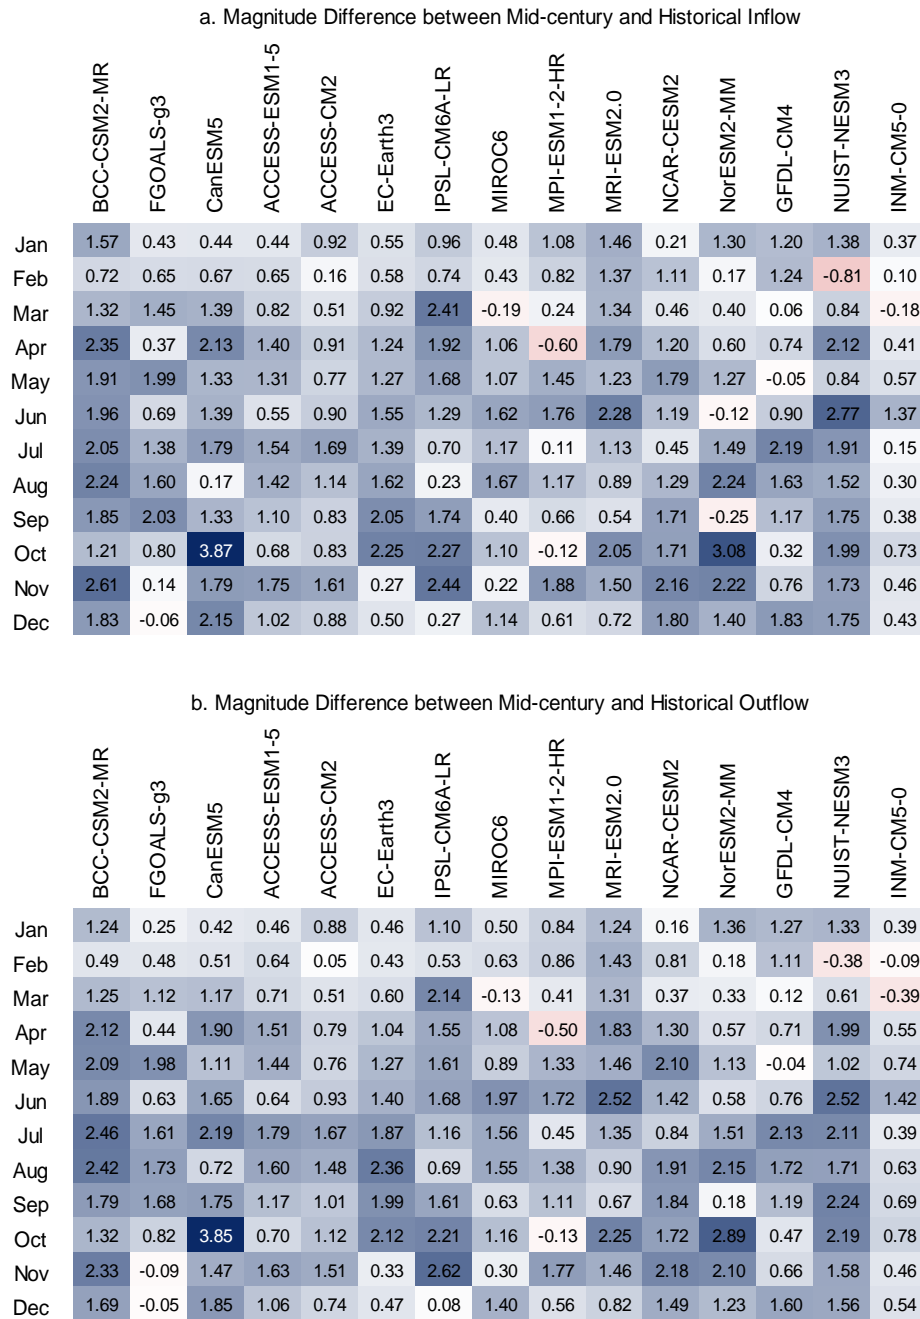 a. Magnitude Difference between Mid-century and Historical Inflow
BCC-CSM2-MR FGOALS-g3 CanESM5 ACCESS-ESM1-5 ACCESS-CM2 EC-Earth3 IPSL-CM6A-LR MIROC6 MPI-ESM1-2-HR MRI-ESM2.0 NCAR-CESM2 NorESM2-MM GFDL-CM4 NUIST-NESM3 INM-CM5-0
Jan 1.57 0.43 0.44 0.44 0.92 0.55 0.96 0.48 1.08 1.46 0.21 1.30 1.20 1.38 0.37
Feb 0.72 0.65 0.67 0.65 0.16 0.58 0.74 0.43 0.82 1.37 1.11 0.17 1.24 -0.81 0.10
Mar 1.32 1.45 1.39 0.82 0.51 0.92 2.41 -0.19 0.24 1.34 0.46 0.40 0.06 0.84 -0.18
Apr 2.35 0.37 2.13 1.40 0.91 1.24 1.92 1.06 -0.60 1.79 1.20 0.60 0.74 2.12 0.41
May 1.91 1.99 1.33 1.31 0.77 1.27 1.68 1.07 1.45 1.23 1.79 1.27 -0.05 0.84 0.57
Jun 1.96 0.69 1.39 0.55 0.90 1.55 1.29 1.62 1.76 2.28 1.19 -0.12 0.90 2.77 1.37
Jul 2.05 1.38 1.79 1.54 1.69 1.39 0.70 1.17 0.11 1.13 0.45 1.49 2.19 1.91 0.15
Aug 2.24 1.60 0.17 1.42 1.14 1.62 0.23 1.67 1.17 0.89 1.29 2.24 1.63 1.52 0.30
Sep 1.85 2.03 1.33 1.10 0.83 2.05 1.74 0.40 0.66 0.54 1.71 -0.25 1.17 1.75 0.38
Oct 1.21 0.80 3.87 0.68 0.83 2.25 2.27 1.10 -0.12 2.05 1.71 3.08 0.32 1.99 0.73
Nov 2.61 0.14 1.79 1.75 1.61 0.27 2.44 0.22 1.88 1.50 2.16 2.22 0.76 1.73 0.46
Dec 1.83 -0.06 2.15 1.02 0.88 0.50 0.27 1.14 0.61 0.72 1.80 1.40 1.83 1.75 0.43
b. Magnitude Difference between Mid-century and Historical Outflow
BCC-CSM2-MR FGOALS-g3 CanESM5 ACCESS-ESM1-5 ACCESS-CM2 EC-Earth3 IPSL-CM6A-LR MIROC6 MPI-ESM1-2-HR MRI-ESM2.0 NCAR-CESM2 NorESM2-MM GFDL-CM4 NUIST-NESM3 INM-CM5-0
Jan 1.24 0.25 0.42 0.46 0.88 0.46 1.10 0.50 0.84 1.24 0.16 1.36 1.27 1.33 0.39
Feb 0.49 0.48 0.51 0.64 0.05 0.43 0.53 0.63 0.86 1.43 0.81 0.18 1.11 -0.38 -0.09
Mar 1.25 1.12 1.17 0.71 0.51 0.60 2.14 -0.13 0.41 1.31 0.37 0.33 0.12 0.61 -0.39
Apr 2.12 0.44 1.90 1.51 0.79 1.04 1.55 1.08 -0.50 1.83 1.30 0.57 0.71 1.99 0.55
May 2.09 1.98 1.11 1.44 0.76 1.27 1.61 0.89 1.33 1.46 2.10 1.13 -0.04 1.02 0.74
Jun 1.89 0.63 1.65 0.64 0.93 1.40 1.68 1.97 1.72 2.52 1.42 0.58 0.76 2.52 1.42
Jul 2.46 1.61 2.19 1.79 1.67 1.87 1.16 1.56 0.45 1.35 0.84 1.51 2.13 2.11 0.39
Aug 2.42 1.73 0.72 1.60 1.48 2.36 0.69 1.55 1.38 0.90 1.91 2.15 1.72 1.71 0.63
Sep 1.79 1.68 1.75 1.17 1.01 1.99 1.61 0.63 1.11 0.67 1.84 0.18 1.19 2.24 0.69
Oct 1.32 0.82 3.85 0.70 1.12 2.12 2.21 1.16 -0.13 2.25 1.72 2.89 0.47 2.19 0.78
Nov 2.33 -0.09 1.47 1.63 1.51 0.33 2.62 0.30 1.77 1.46 2.18 2.10 0.66 1.58 0.46
Dec 1.69 -0.05 1.85 1.06 0.74 0.47 0.08 1.40 0.56 0.82 1.49 1.23 1.60 1.56 0.54